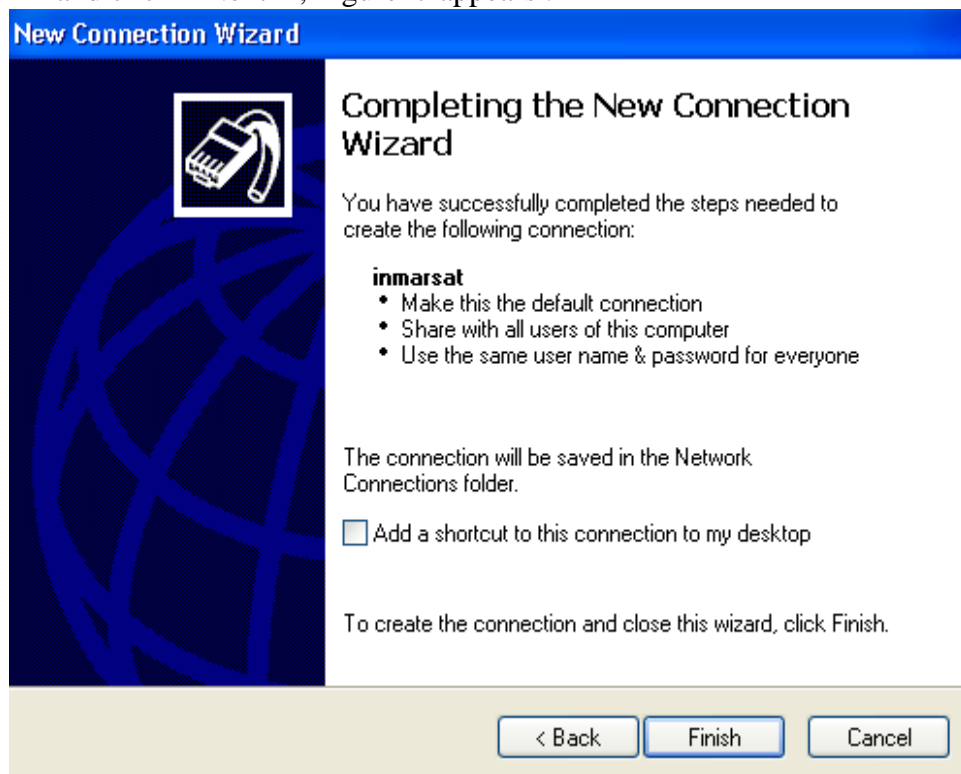 New Connection Wizard
Completing the New Connection
Wizard
You have successfully completed the steps needed to
create the following connection:
inmarsat
• Make this the default connection
• Share with all users of this computer
• Use the same user name & password for everyone
The connection will be saved in the Network
Connections folder.
Add a shortcut to this connection to my desktop
To create the connection and close this wizard, click Finish.
< Back Finish Cancel